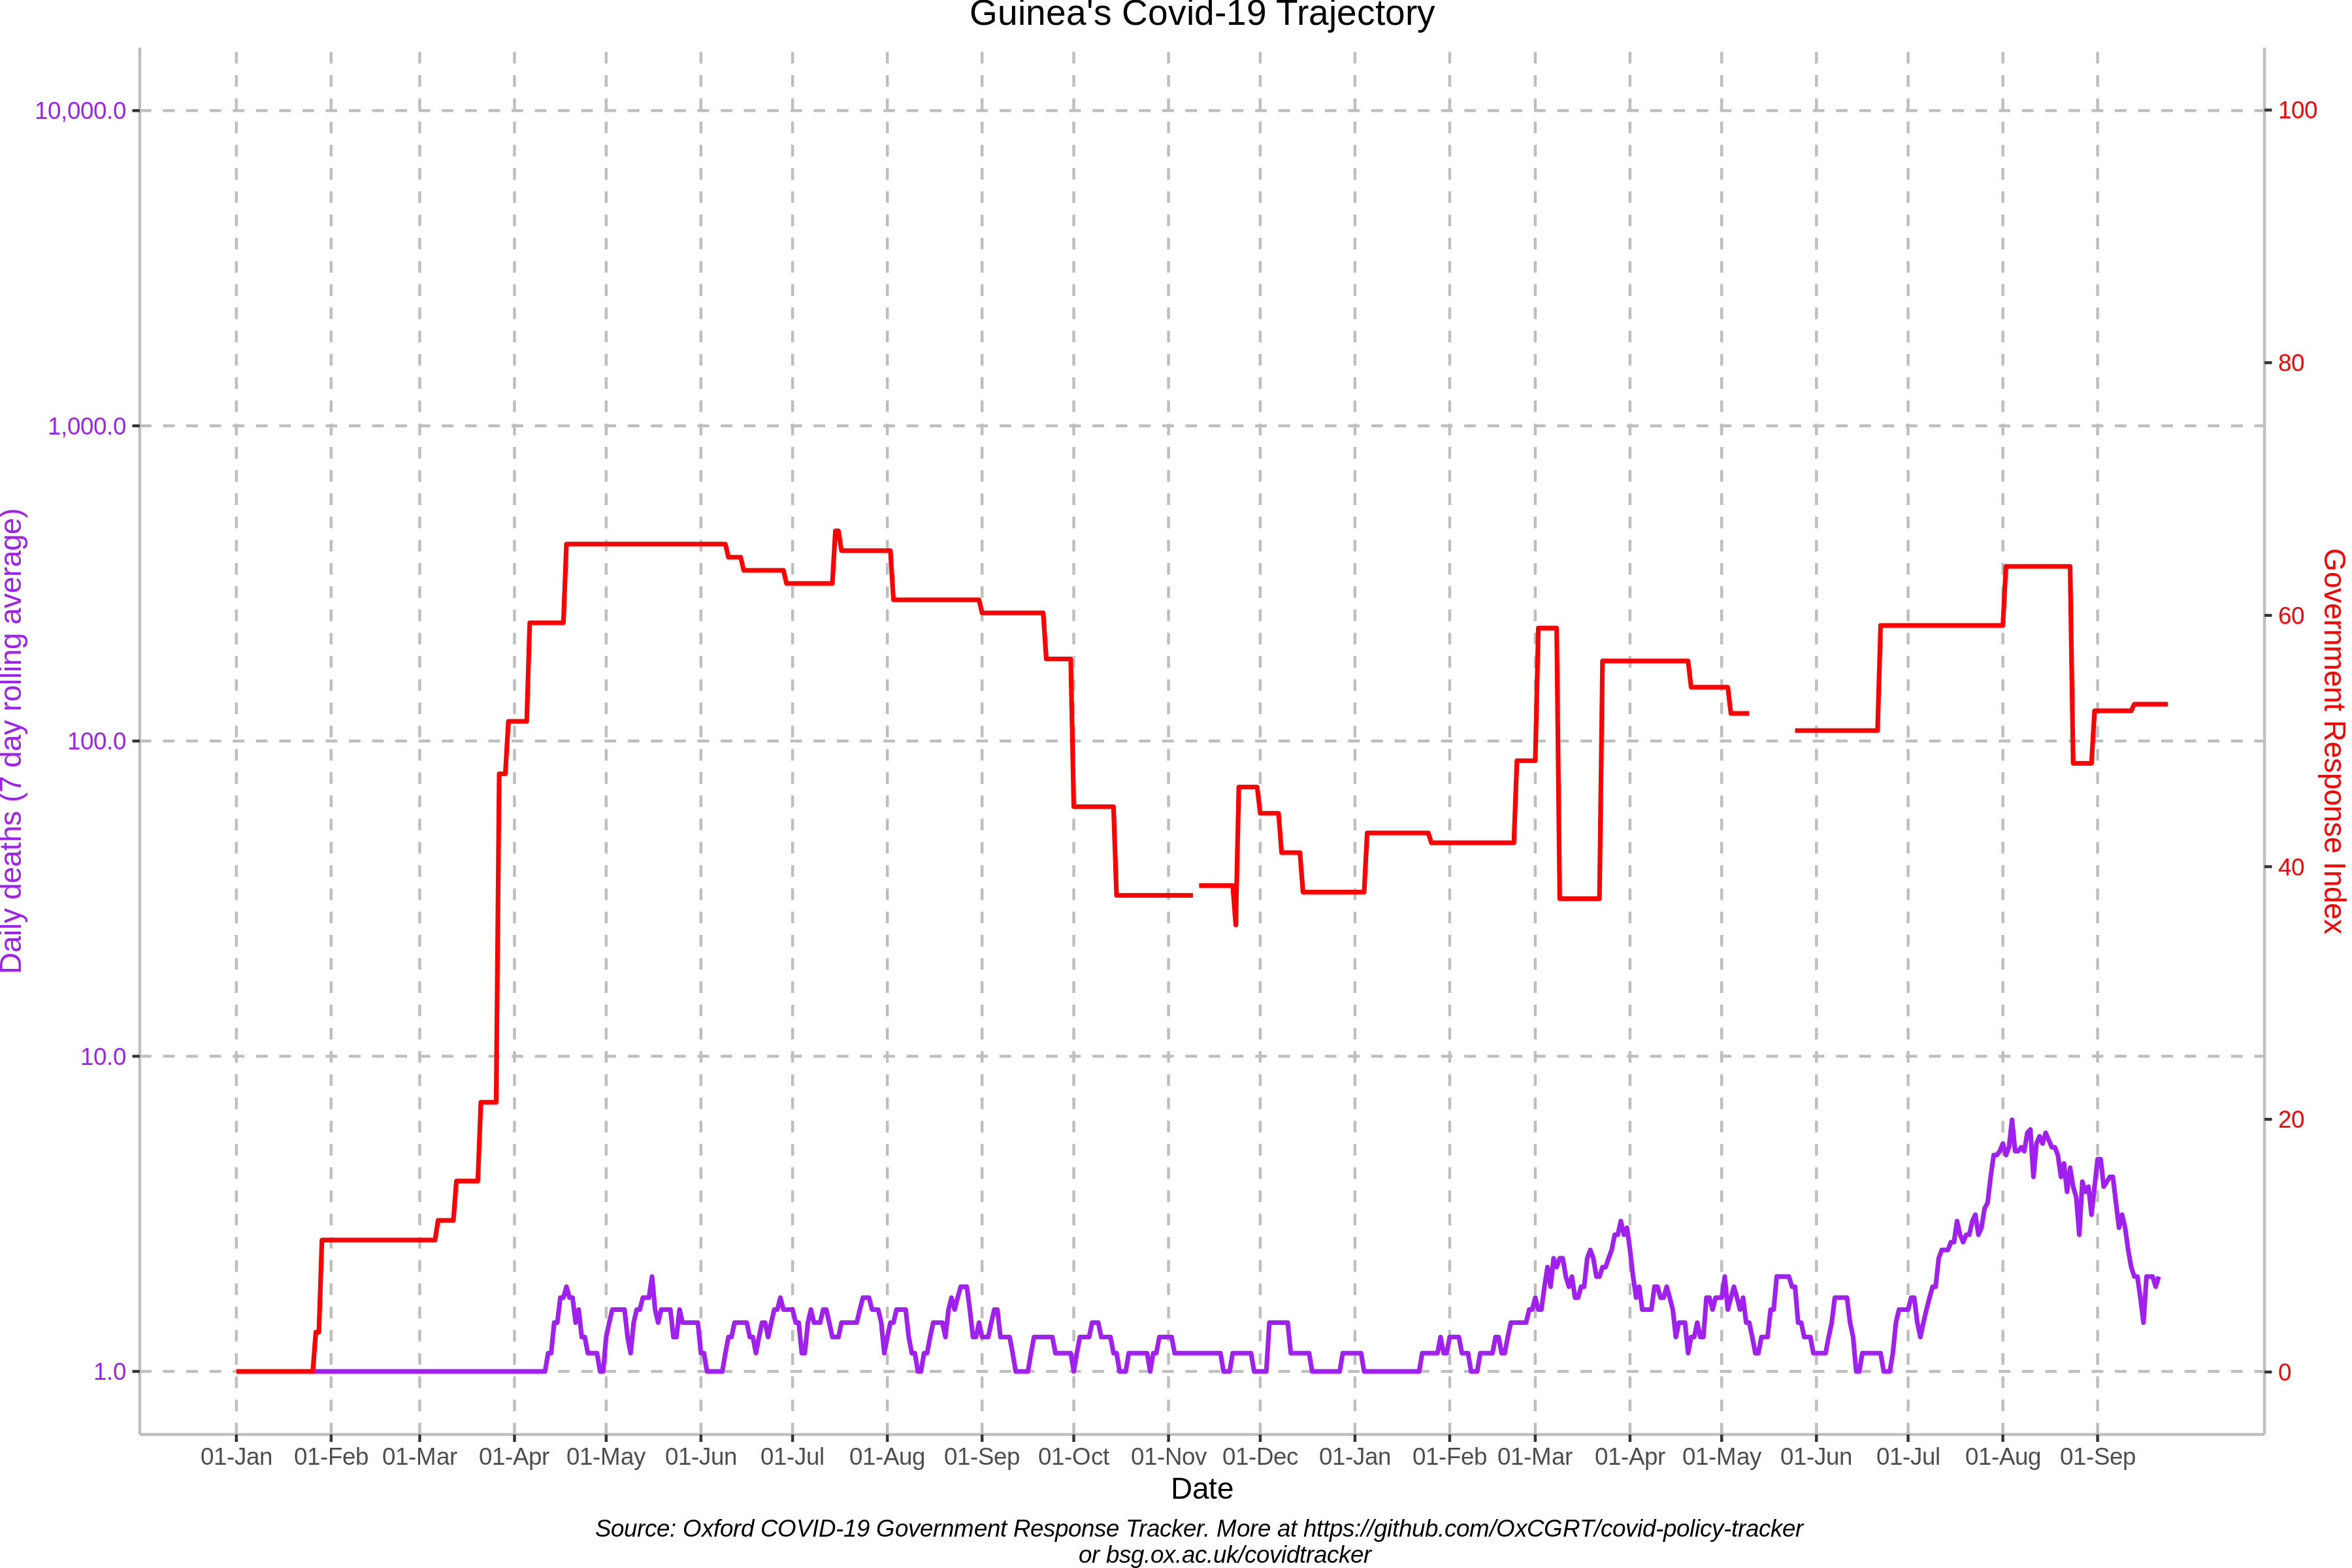 Guinea's Covid-19 Trajectory
10,000.0
1,000.0
100.0
10.0
1.0
Daily deaths (7 day rolling average)
100
80
60
40
20
0
Government Response Index
01-Jan 01-Feb 01-Mar 01-Apr 01-May 01-Jun 01-Jul 01-Aug 01-Sep 01-Oct 01-Nov 01-Dec 01-Jan 01-Feb 01-Mar 01-Apr 01-May 01-Jun 01-Jul 01-Aug 01-Sep
Date
Source: Oxford COVID-19 Government Response Tracker. More at https://github.com/OxCGRT/covid-policy-tracker
or bsg.ox.ac.uk/covidtracker